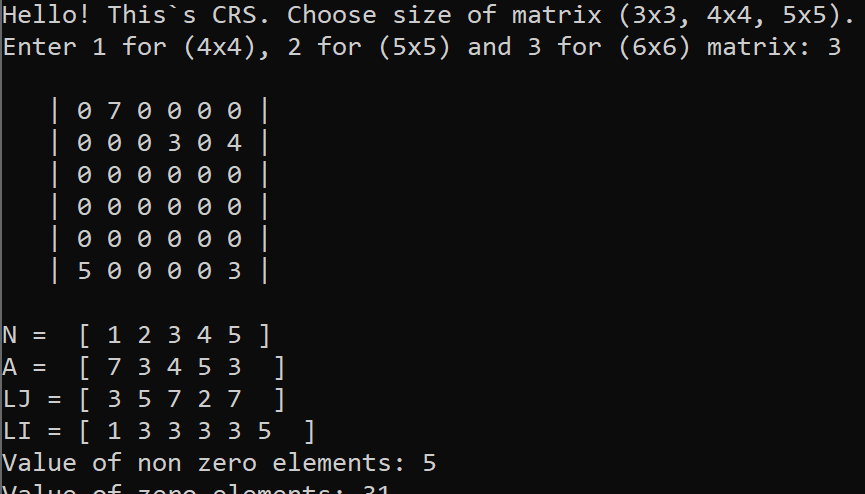 Hello! This`s CRS. Choose size of matrix (3x3, 4x4, 5x5).
Enter 1 for (4x4), 2 for (5x5) and 3 for (6x6) matrix: 3
| 0 7 0 0 0 0 |
| 0 0 0 3 0 4 |
| 0 0 0 0 0 0 |
| 0 0 0 0 0 0 |
| 0 0 0 0 0 0 |
| 5 0 0 0 0 3 |
N =  [ 1 2 3 4 5 ]
A =  [ 7 3 4 5 3  ]
LJ = [ 3 5 7 2 7  ]
LI = [ 1 3 3 3 3 5  ]
Value of non zero elements: 5
Value of zero elements: 31